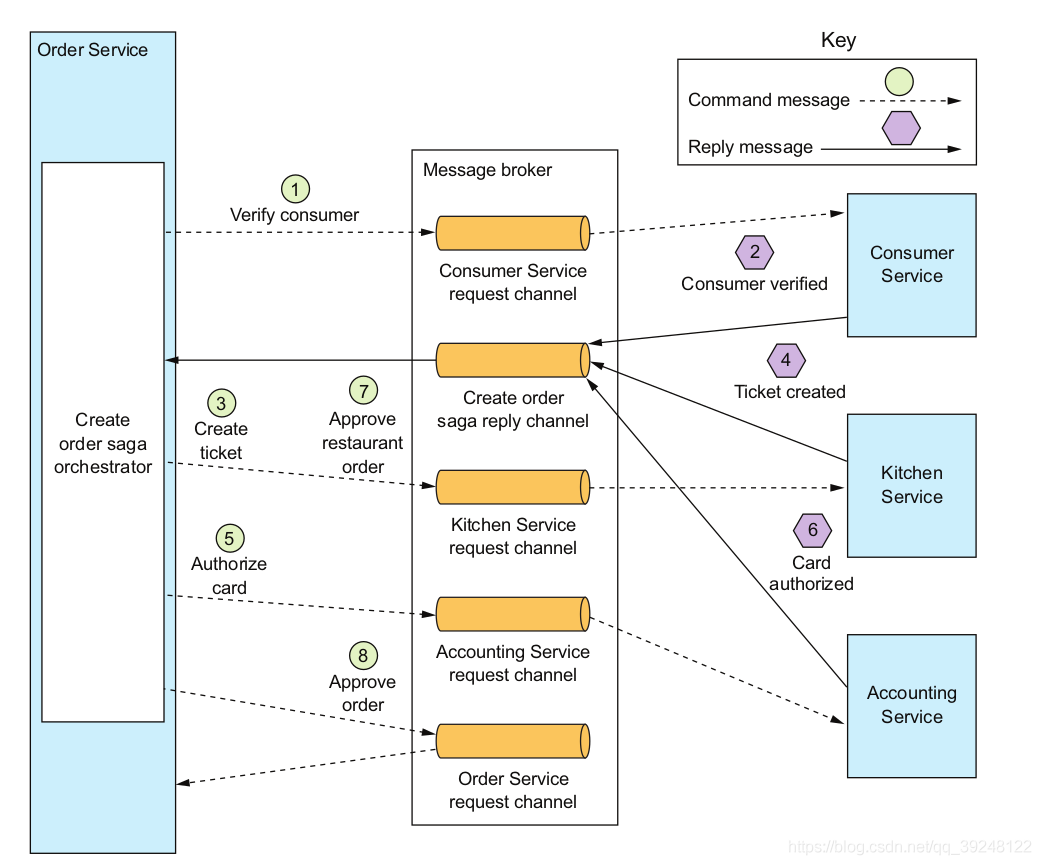 Order Service
Key
Command message
Reply message
Message broker
1
Verify consumer
Consumer Service
request channel
2
Consumer verified
Consumer
Service
Create order
saga reply channel
4
Ticket created
3
Create
ticket
7
Approve
restaurant
order
Create
order saga
orchestrator
Kitchen Service
request channel
Kitchen
Service
5
Authorize
card
6
Card
authorized
Accounting Service
request channel
8
Approve
order
Accounting
Service
Order Service
request channel
https://blog.csdn.net/qq_39248122